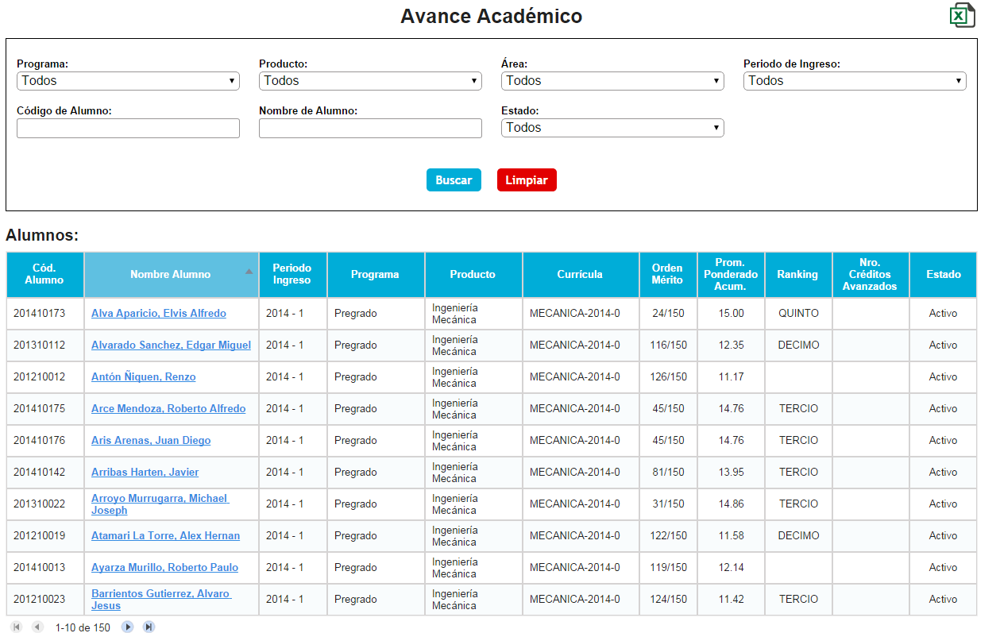 Avance Académico
Programa: Producto: Área: Periodo de Ingreso:
Todos Todos Todos Todos
Código de Alumno: Nombre de Alumno: Estado:
Todos
Buscar Limpiar
Alumnos:
Cód. Alumno Nombre Alumno Periodo Ingreso Programa Producto Currícula Orden Mérito Prom. Ponderado Acum. Ranking Nro. Créditos Avanzados Estado
201410173 Alva Aparicio, Elvis Alfredo 2014 - 1 Pregrado Ingeniería Mecánica MECANICA-2014-0 24/150 15.00 QUINTO Activo
201310112 Alvarado Sanchez, Edgar Miguel 2014 - 1 Pregrado Ingeniería Mecánica MECANICA-2014-0 116/150 12.35 DECIMO Activo
201210012 Antón Ñiquen, Renzo 2014 - 1 Pregrado Ingeniería Mecánica MECANICA-2014-0 126/150 11.17 Activo
201410175 Arce Mendoza, Roberto Alfredo 2014 - 1 Pregrado Ingeniería Mecánica MECANICA-2014-0 45/150 14.76 TERCIO Activo
201410176 Aris Arenas, Juan Diego 2014 - 1 Pregrado Ingeniería Mecánica MECANICA-2014-0 45/150 14.76 TERCIO Activo
201410142 Arribas Harten, Javier 2014 - 1 Pregrado Ingeniería Mecánica MECANICA-2014-0 81/150 13.95 TERCIO Activo
201310022 Arroyo Murrugarra, Michael Joseph 2014 - 1 Pregrado Ingeniería Mecánica MECANICA-2014-0 31/150 14.86 TERCIO Activo
201210019 Atamari La Torre, Alex Hernan 2014 - 1 Pregrado Ingeniería Mecánica MECANICA-2014-0 122/150 11.58 DECIMO Activo
201410013 Ayarza Murillo, Roberto Paulo 2014 - 1 Pregrado Ingeniería Mecánica MECANICA-2014-0 119/150 12.14 Activo
201210023 Barrientos Gutierrez, Alvaro Jesus 2014 - 1 Pregrado Ingeniería Mecánica MECANICA-2014-0 124/150 11.42 TERCIO Activo
1-10 de 150